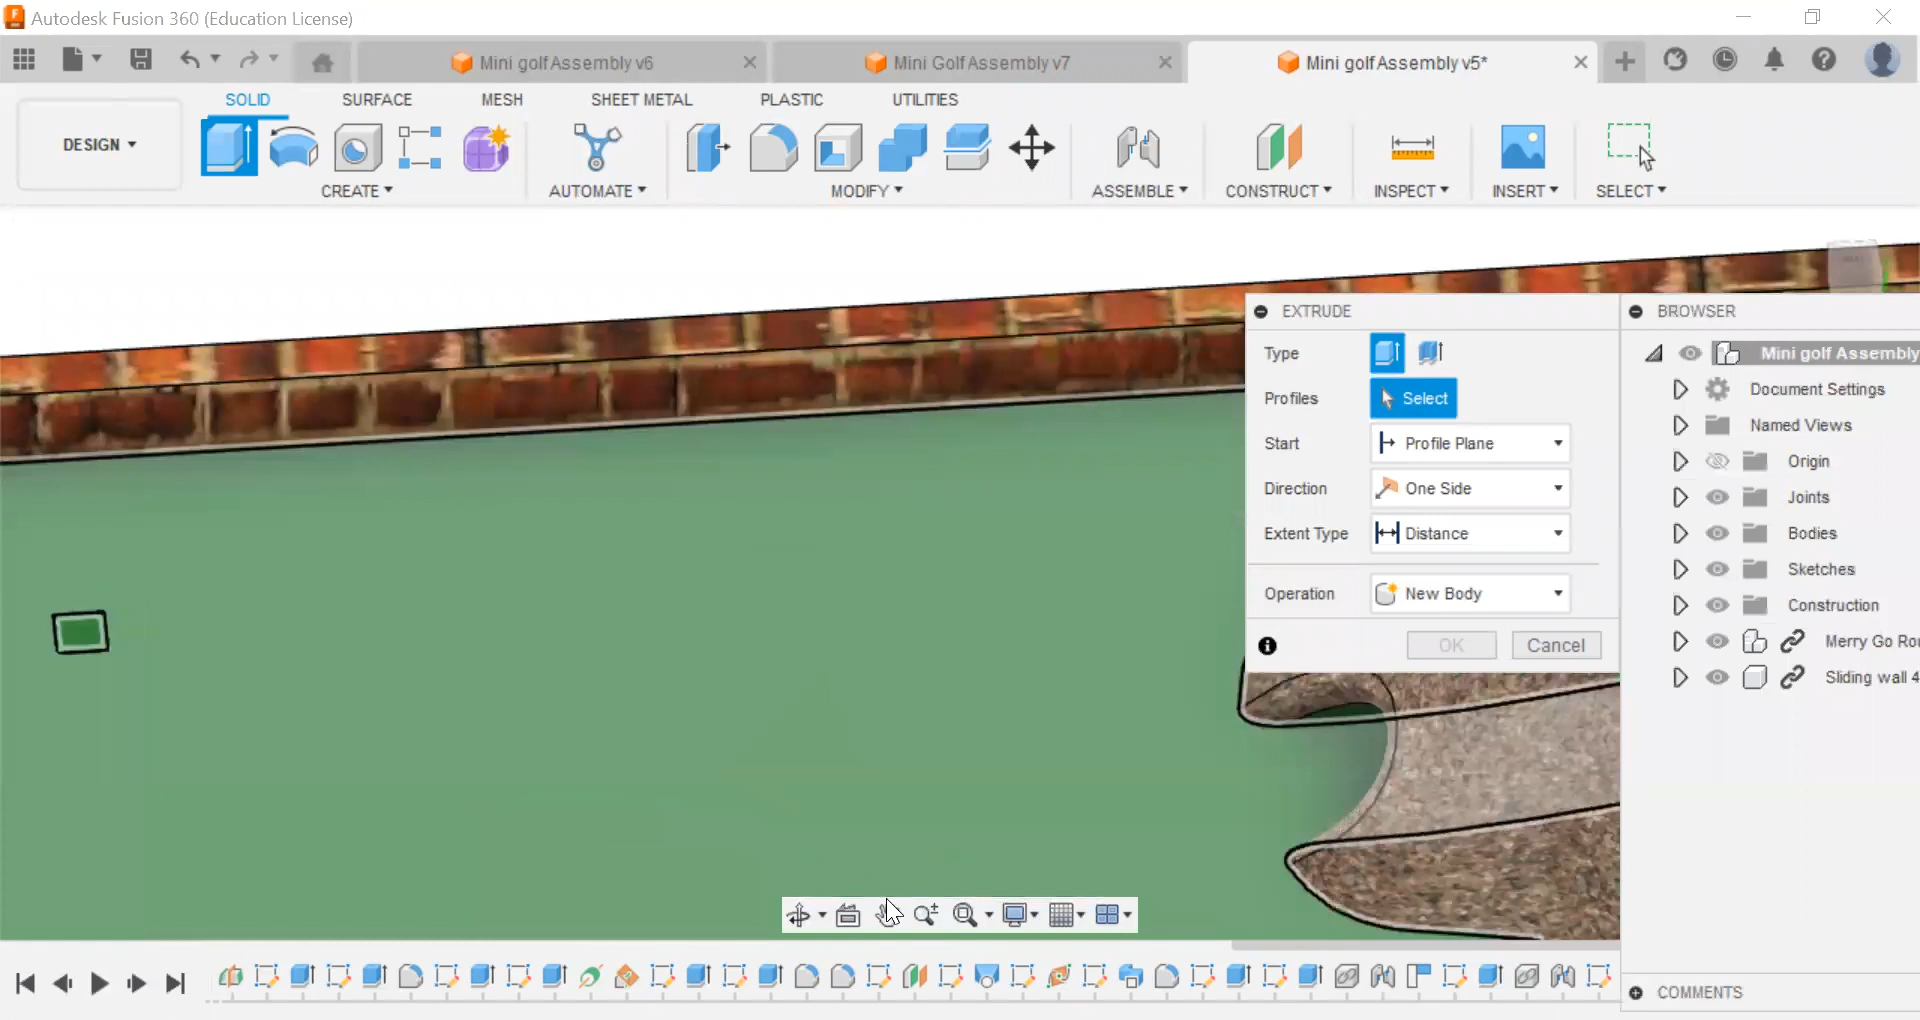 Autodesk Fusion 360 (Education License)
Mini golf Assembly v6
Mini Golf Assembly v7
Mini golf Assembly v5*
SOLID SURFACE MESH SHEET METAL PLASTIC UTILITIES
DESIGN
CREATE
AUTOMATE
MODIFY
ASSEMBLE
CONSTRUCT
INSPECT
INSERT
SELECT
EXTRUDE
Type
Profiles Select
Start Profile Plane
Direction One Side
Extent Type Distance
Operation New Body
OK Cancel
BROWSER
Mini golf Assembly
Document Settings
Named Views
Origin
Joints
Bodies
Sketches
Construction
Merry Go Rou
Sliding wall 4
COMMENTS